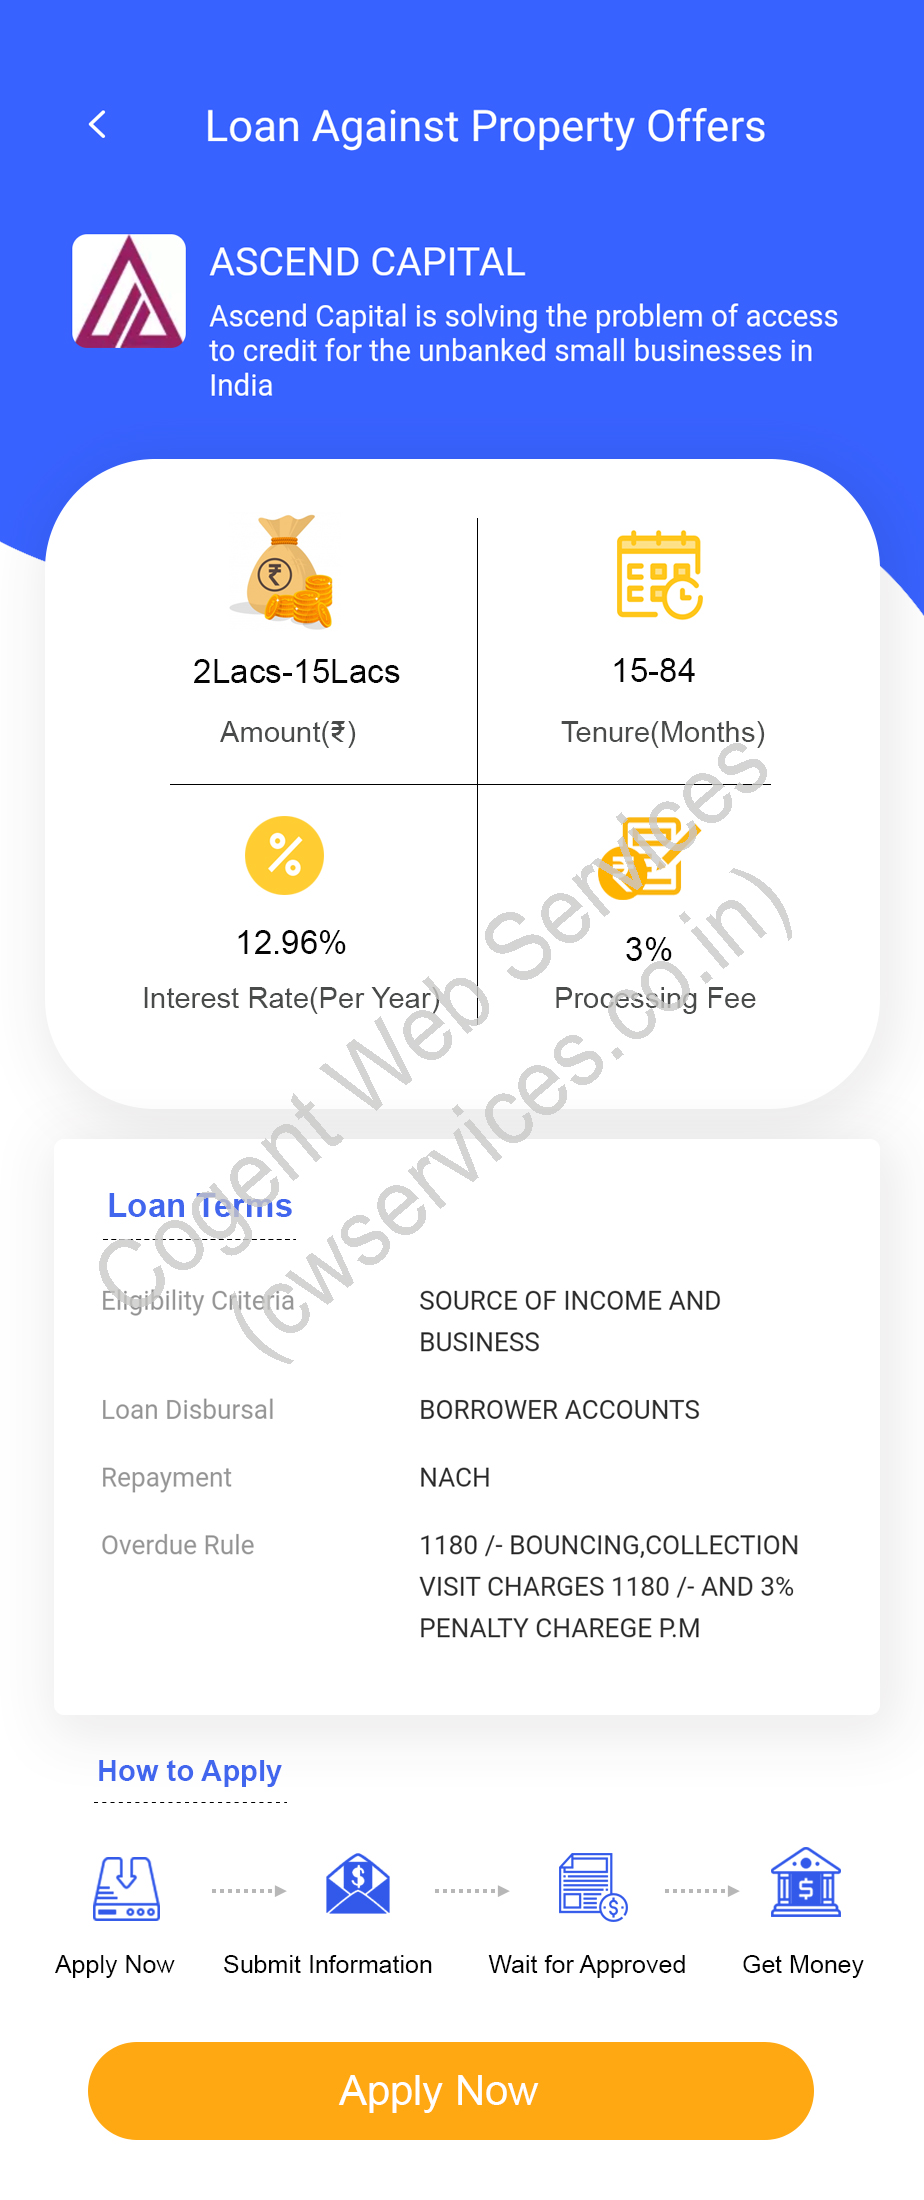 Loan Against Property Offers
ASCEND CAPITAL
Ascend Capital is solving the problem of access
to credit for the unbanked small businesses in
India
₹
2Lacs-15Lacs
Amount(₹)
15-84
Tenure(Months)
%
12.96%
Interest Rate(Per Year)
₹
3%
Processing Fee
Cogent Web Services
(cwservices.co.in)
Loan Terms
Eligibility Criteria
SOURCE OF INCOME AND
BUSINESS
Loan Disbursal
BORROWER ACCOUNTS
Repayment
NACH
Overdue Rule
1180 /- BOUNCING,COLLECTION
VISIT CHARGES 1180 /- AND 3%
PENALTY CHAREGE P.M
How to Apply
$
$
$
Apply Now
Submit Information
Wait for Approved
Get Money
Apply Now